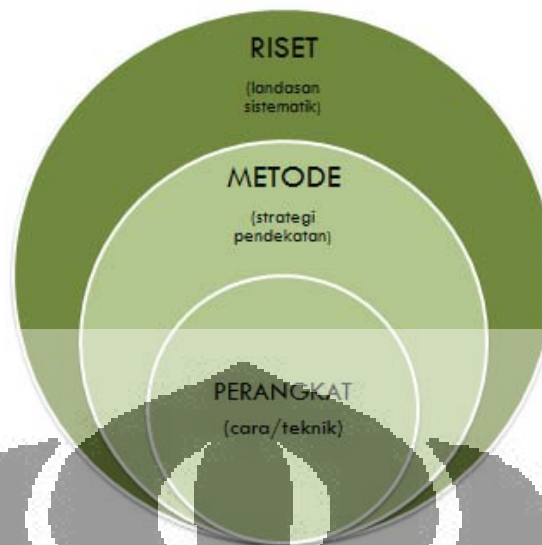 RISET
(landasan
sistematik)
METODE
(strategi
pendekatan)
PERANGKAT
(cara/teknik)